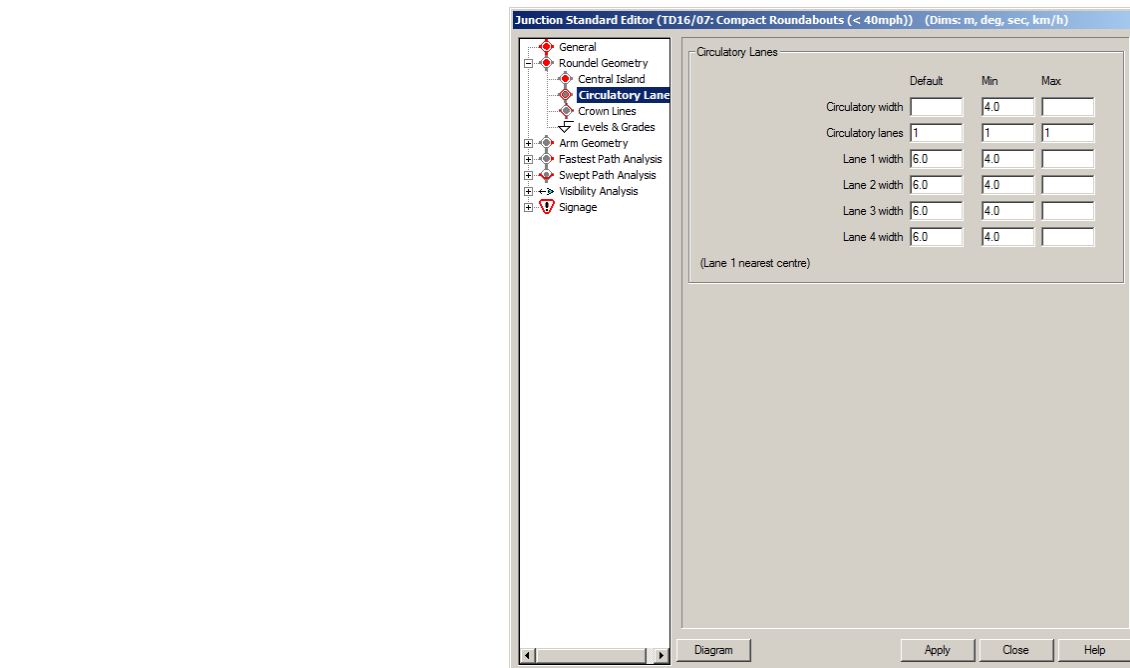 Junction Standard Editor (TD16/07: Compact Roundabouts (< 40mph)) (Dims: m, deg, sec, km/h)
General
Roundel Geometry
Central Island
Circulatory Lane
Crown Lines
Levels & Grades
Arm Geometry
Fastest Path Analysis
Swept Path Analysis
Visibility Analysis
Signage
Circulatory Lanes
Default Min Max
Circulatory width 4.0
Circulatory lanes 1 1 1
Lane 1 width 6.0 4.0
Lane 2 width 6.0 4.0
Lane 3 width 6.0 4.0
Lane 4 width 6.0 4.0
(Lane 1 nearest centre)
Diagram Apply Close Help